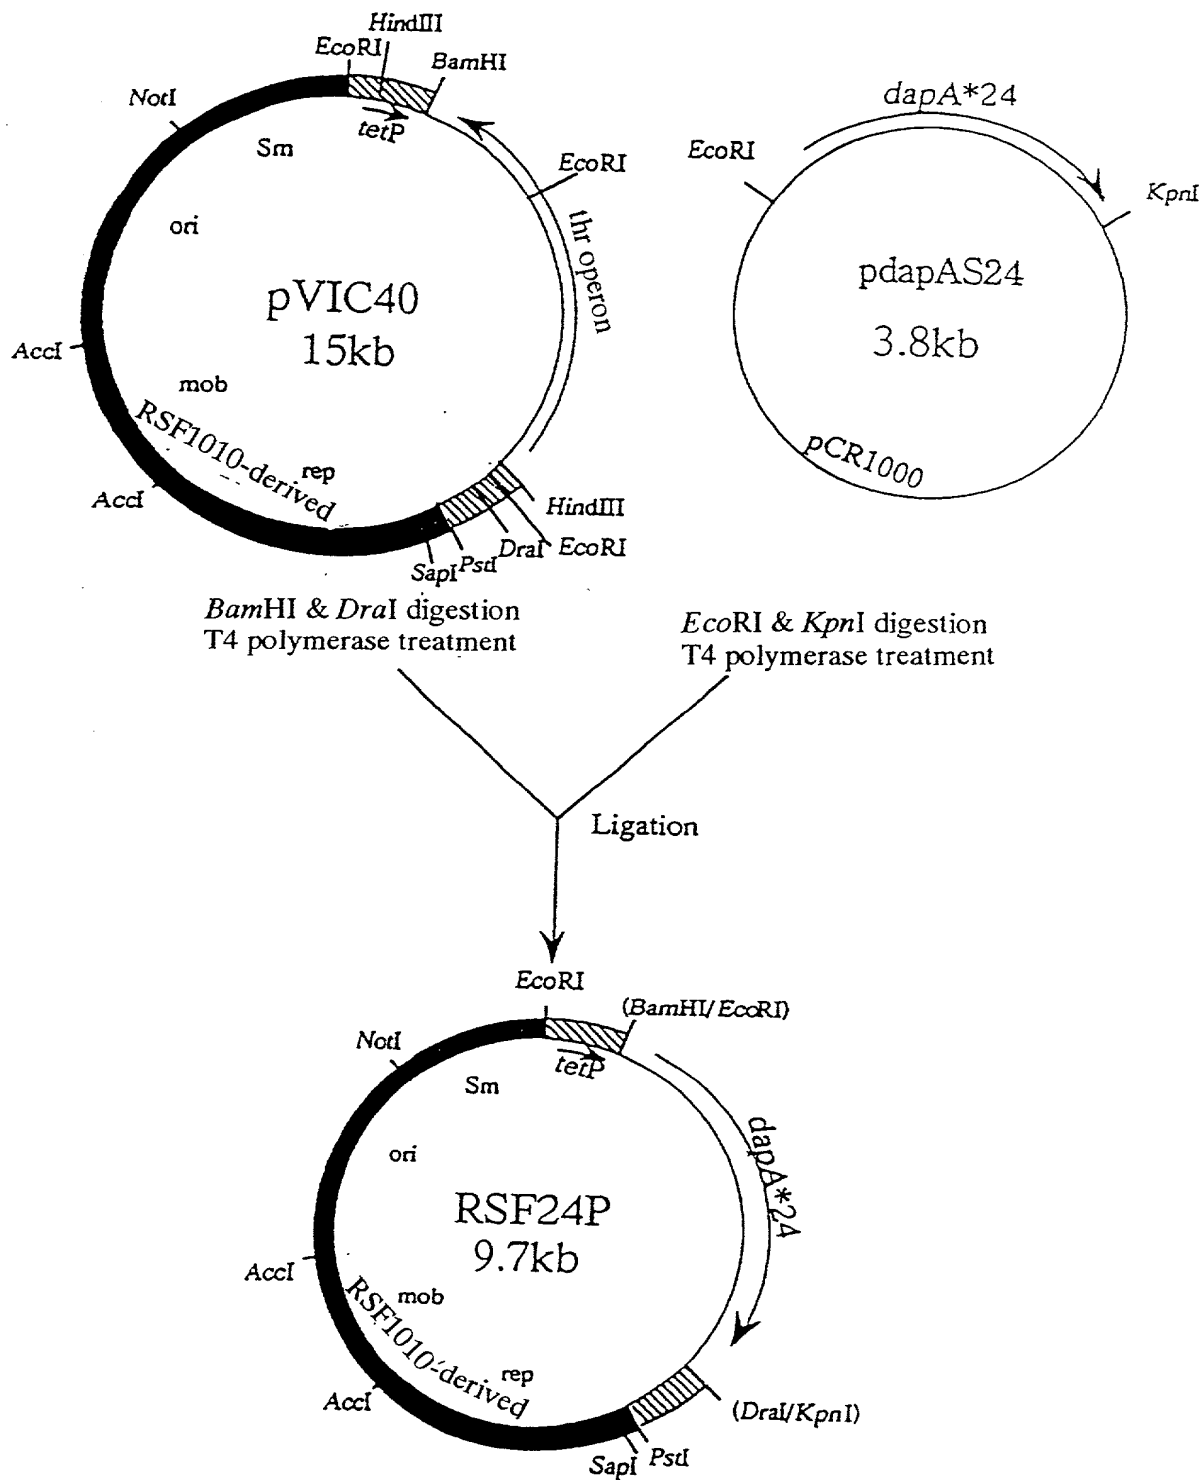 HindIII
EcoRI
BamHI
NotI
tetP
Sm
EcoRI
ori
thr operon
pVIC40
15kb
AccI
mob
RSF1010-derived
rep
AccI
HindIII
DraI
EcoRI
PstI
SapI
dapA*24
EcoRI
KpnI
pdapAS24
3.8kb
pCR1000
BamHI & DraI digestion
T4 polymerase treatment
EcoRI & KpnI digestion
T4 polymerase treatment
Ligation
EcoRI
(BamHI/EcoRI)
NotI
tetP
Sm
dapA*24
ori
RSF24P
9.7kb
AccI
mob
RSF1010-derived
rep
AccI
(DraI/KpnI)
PstI
SapI